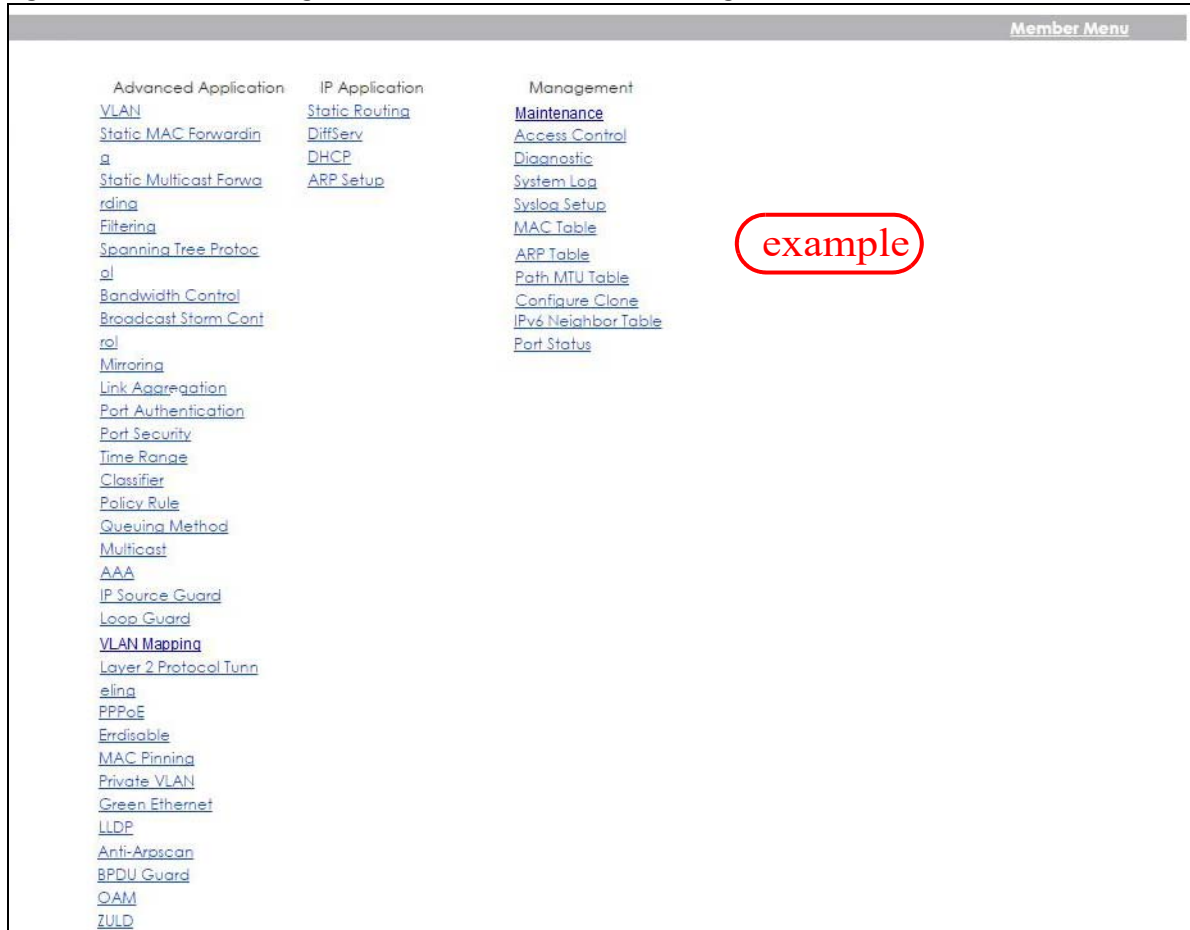 Member Menu
Advanced Application
VLAN
Static MAC Forwardin
g
Static Multicast Forwa
rding
Filtering
Spanning Tree Protoc
ol
Bandwidth Control
Broadcast Storm Cont
rol
Mirroring
Link Aggregation
Port Authentication
Port Security
Time Range
Classifier
Policy Rule
Queuing Method
Multicast
AAA
IP Source Guard
Loop Guard
VLAN Mapping
Layer 2 Protocol Tunn
eling
PPPoE
Errdisable
MAC Pinning
Private VLAN
Green Ethernet
LLDP
Anti-Arpscan
BPDU Guard
OAM
ZULD
IP Application
Static Routing
DiffServ
DHCP
ARP Setup
Management
Maintenance
Access Control
Diagnostic
System Log
Syslog Setup
MAC Table
ARP Table
Path MTU Table
Configure Clone
IPv6 Neighbor Table
Port Status
example